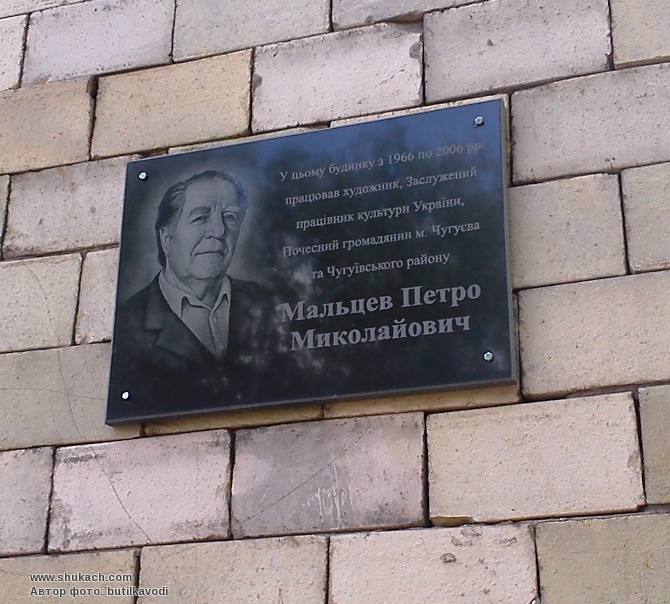 У цьому будинку з 1966 по 2006 рр.
працював художник, Заслужений
працівник культури України,
Почесний громадянин м. Чугуєва
та Чугуївського району
Мальцев Петро
Миколайович
www.shukach.com
Автор фото: butilkavodi